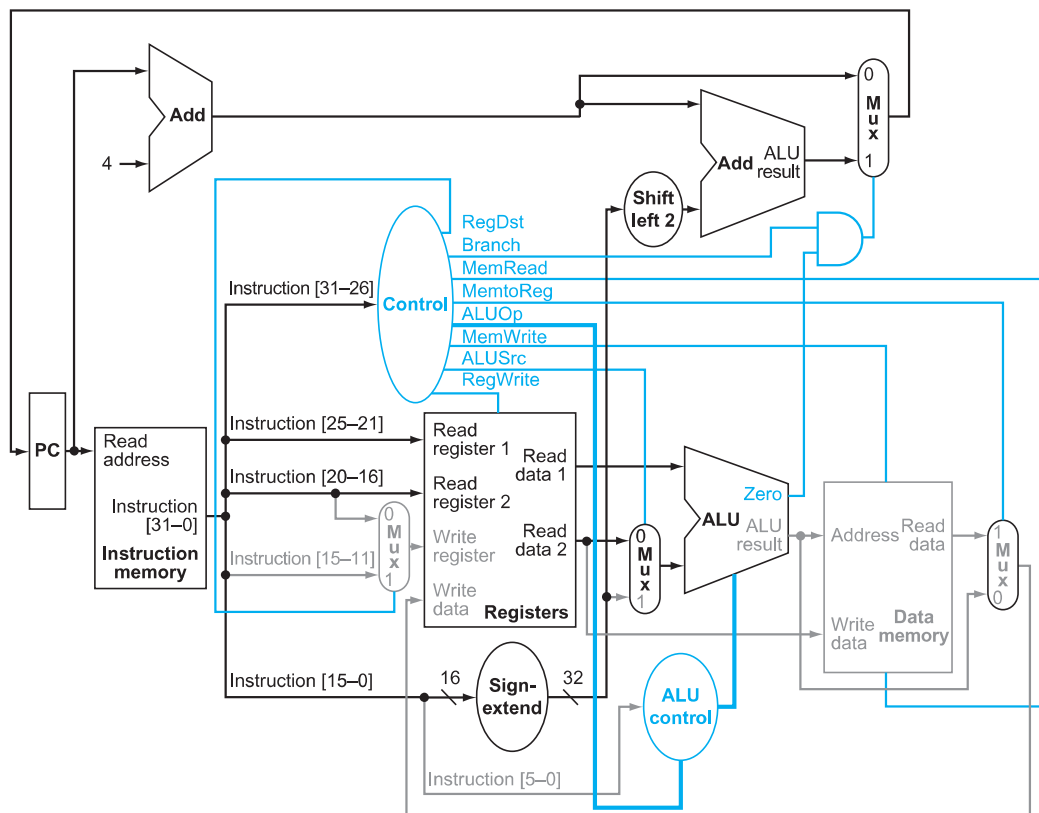 Add
4
Add
ALU
result
0
Mux
1
Shift
left 2
RegDst
Branch
MemRead
MemtoReg
ALUOp
MemWrite
ALUSrc
RegWrite
Control
Instruction [31–26]
Instruction [25–21]
Instruction [20–16]
Instruction [15–11]
Instruction [15–0]
Instruction [5–0]
PC
Read
address
Instruction
[31–0]
Instruction
memory
0
Mux
1
Read
register 1
Read
register 2
Write
register
Write
data
Read
data 1
Read
data 2
Registers
0
Mux
1
Zero
ALU
ALU
result
Address
Read
data
Write
data
Data
memory
1
Mux
0
16
Sign-
extend
32
ALU
control